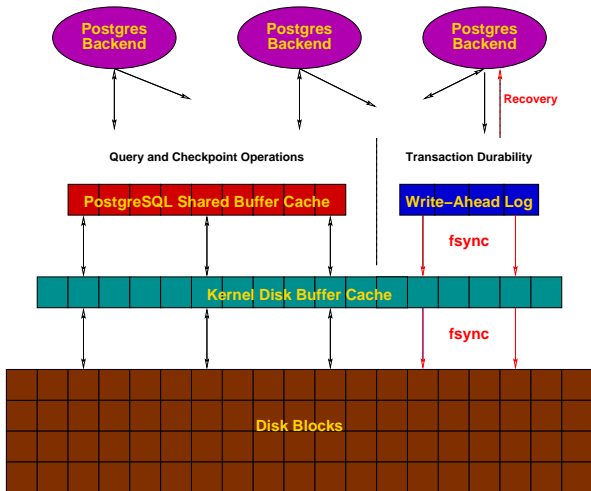 Postgres
Backend
Postgres
Backend
Postgres
Backend
Recovery
Query and Checkpoint Operations
Transaction Durability
PostgreSQL Shared Buffer Cache
Write−Ahead Log
fsync
Kernel Disk Buffer Cache
fsync
Disk Blocks